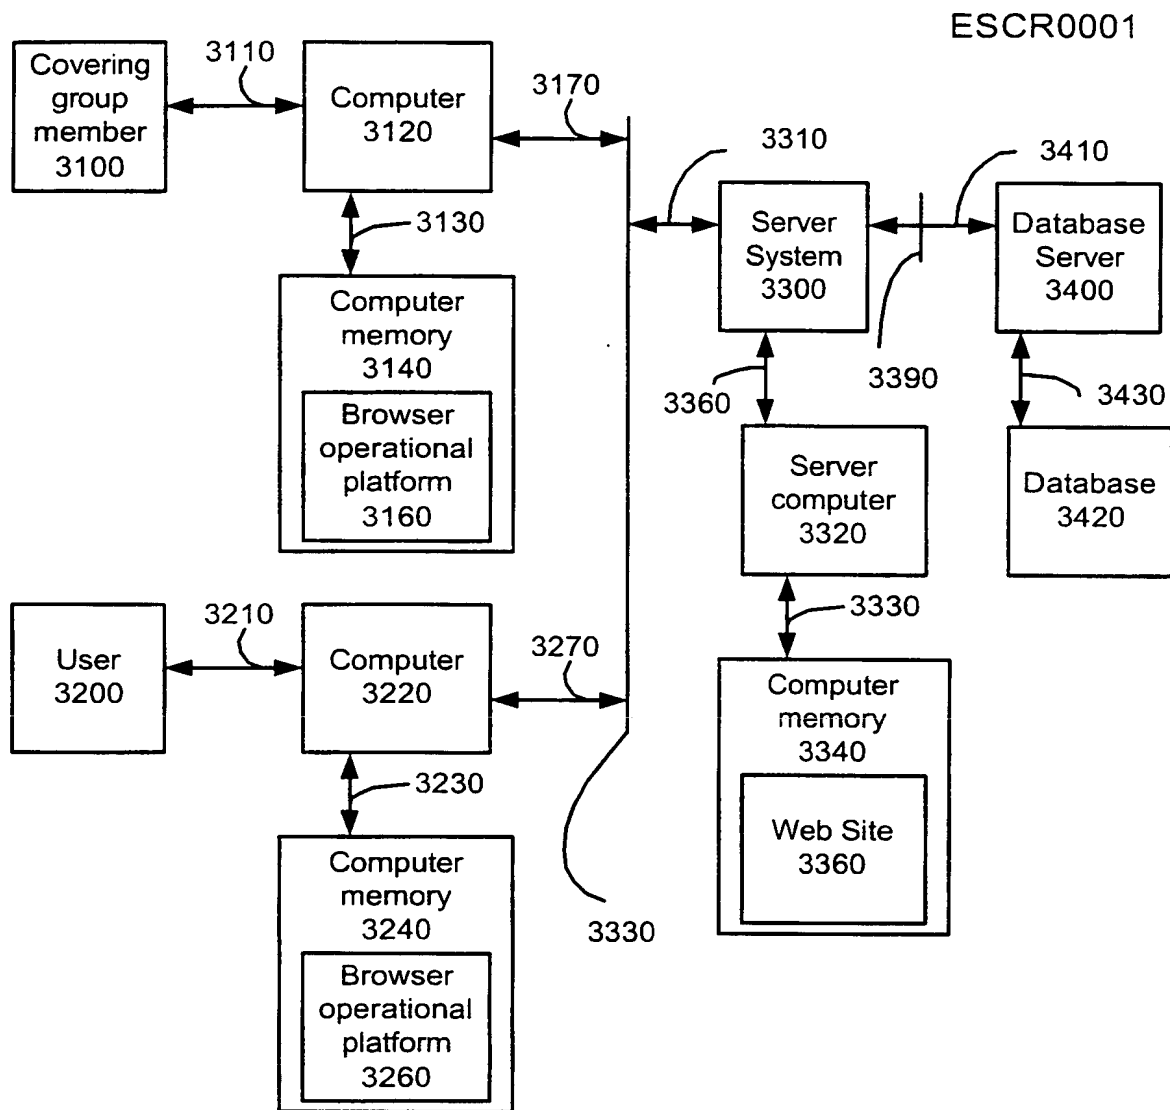 ESCR0001
Covering
group
member
3100
3110
Computer
3120
3170
3310
3410
3130
Server
System
3300
Database
Server
3400
Computer
memory
3140
3360
3390
3430
Browser
operational
platform
3160
Server
computer
3320
Database
3420
3330
User
3200
3210
Computer
3220
3270
Computer
memory
3340
3230
Web Site
3360
Computer
memory
3240
3330
Browser
operational
platform
3260